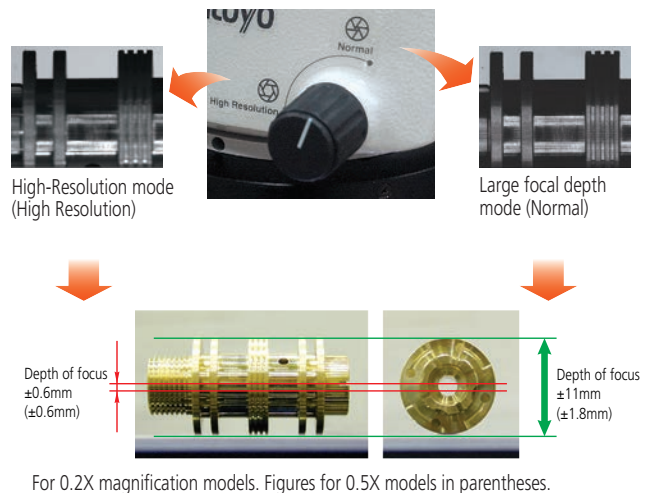 Normal
High Resolution
High-Resolution mode
(High Resolution)
Large focal depth
mode (Normal)
Depth of focus
±0.6mm
(±0.6mm)
Depth of focus
±11mm
(±1.8mm)
For 0.2X magnification models. Figures for 0.5X models in parentheses.